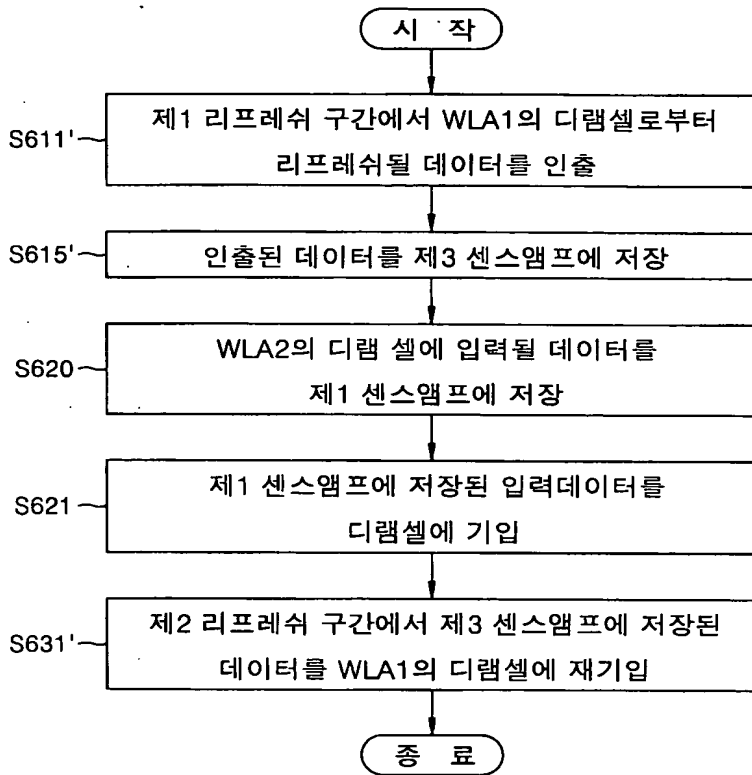 시 작
S611'
제1 리프레쉬 구간에서 WLA1의 디램셀로부터
리프레쉬될 데이터를 인출
S615'
인출된 데이터를 제3 센스앰프에 저장
S620
WLA2의 디램 셀에 입력될 데이터를
제1 센스앰프에 저장
S621
제1 센스앰프에 저장된 입력데이터를
디램셀에 기입
S631'
제2 리프레쉬 구간에서 제3 센스앰프에 저장된
데이터를 WLA1의 디램셀에 재기입
종 료